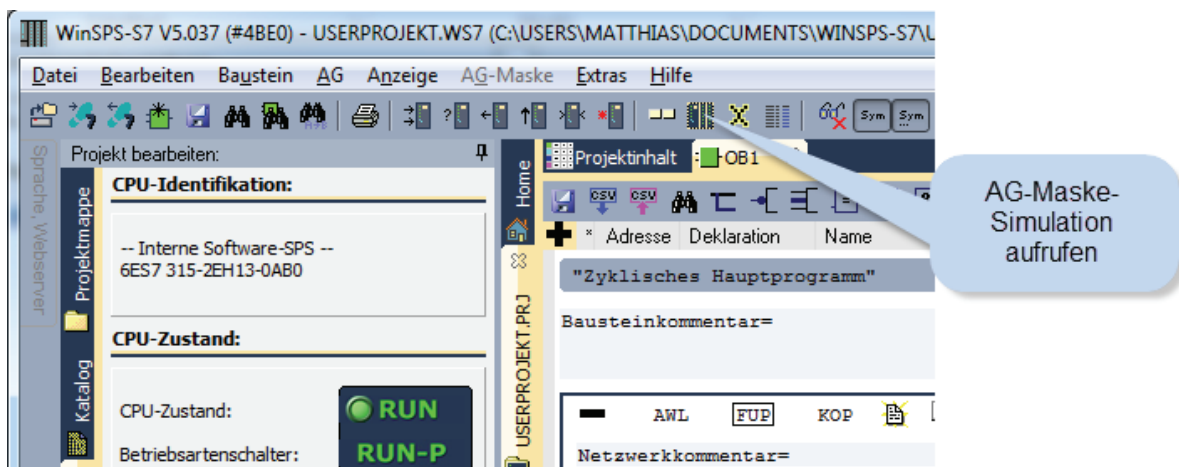 WinSPS-S7 V5.037 (#4BE0) - USERPROJEKT.WS7 (C:\USERS\MATTHIAS\DOCUMENTS\WINSPS-S7\U
Datei Bearbeiten Baustein AG Anzeige AG-Maske Extras Hilfe
Sym Sym
Sprache, Webserver
Projekt bearbeiten:
Projektmappe
Katalog
CPU-Identifikation:
-- Interne Software-SPS --
6ES7 315-2EH13-0AB0
CPU-Zustand:
CPU-Zustand: RUN
Betriebsartenschalter: RUN-P
Home
USERPROJEKT.PRJ
Projektinhalt OB1
CSV CSV
* Adresse Deklaration Name
"Zyklisches Hauptprogramm"
Bausteinkommentar=
AWL FUP KOP
Netzwerkkommentar=
AG-Maske-
Simulation
aufrufen